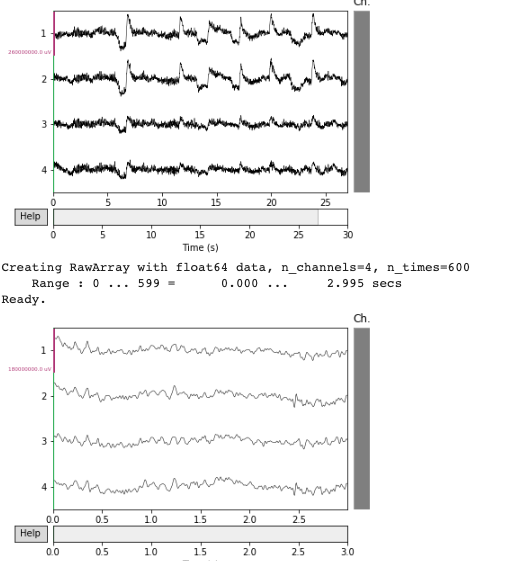 Ch.
1
260000000.0 uV
2
3
4
0 5 10 15 20 25
Help
0 5 10 15 20 25 30
Time (s)
Creating RawArray with float64 data, n_channels=4, n_times=600
Range : 0 ... 599 = 0.000 ... 2.995 secs
Ready.
Ch.
1
180000000.0 uV
2
3
4
0.0 0.5 1.0 1.5 2.0 2.5
Help
0.0 0.5 1.0 1.5 2.0 2.5 3.0